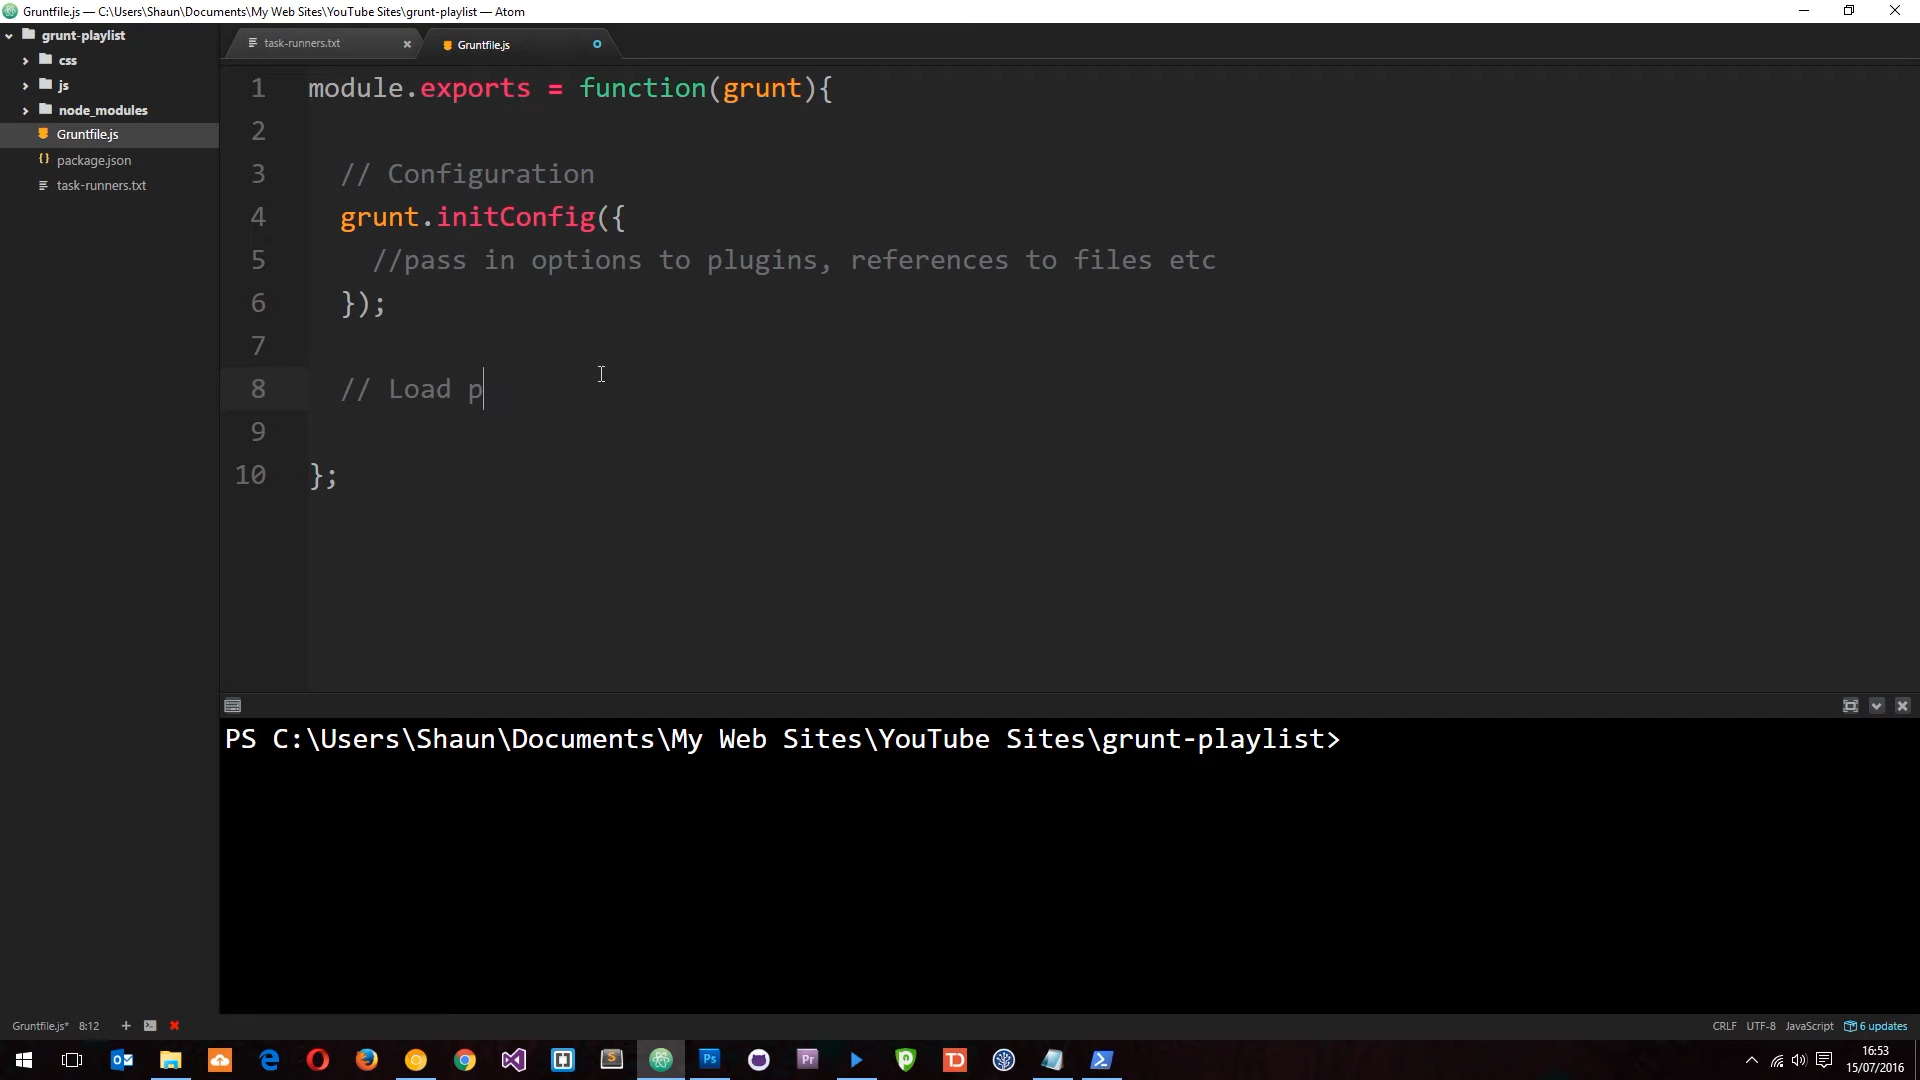 Gruntfile.js — C:\Users\Shaun\Documents\My Web Sites\YouTube Sites\grunt-playlist — Atom
grunt-playlist
css
js
node_modules
Gruntfile.js
package.json
task-runners.txt
task-runners.txt
Gruntfile.js
1 module.exports = function(grunt){
2
3 // Configuration
4 grunt.initConfig({
5 //pass in options to plugins, references to files etc
6 });
7
8 // Load p
9
10 };
PS C:\Users\Shaun\Documents\My Web Sites\YouTube Sites\grunt-playlist>
Gruntfile.js* 8:12
CRLF UTF-8 JavaScript 6 updates
Ps Pr TD
16:53
15/07/2016